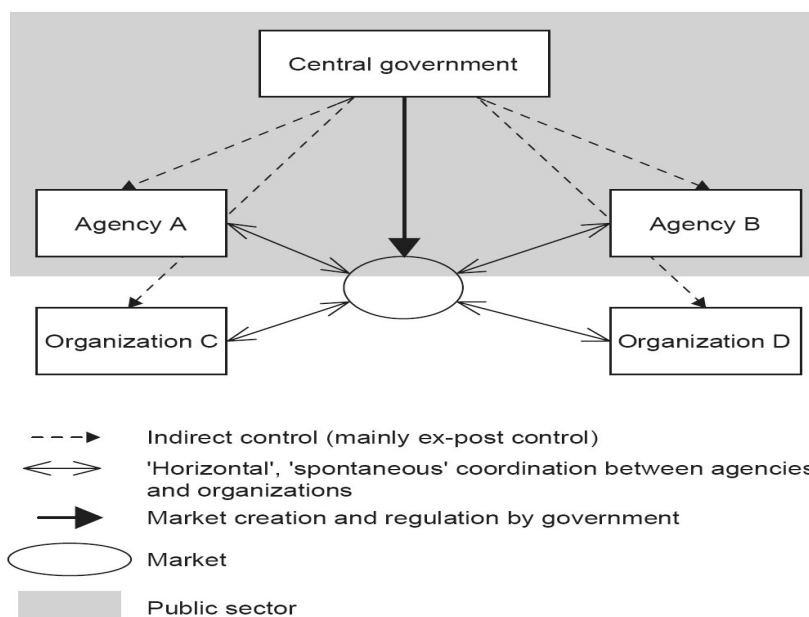 Central government
Agency A
Agency B
Organization C
Organization D
Indirect control (mainly ex-post control)
'Horizontal', 'spontaneous' coordination between agencies
and organizations
Market creation and regulation by government
Market
Public sector